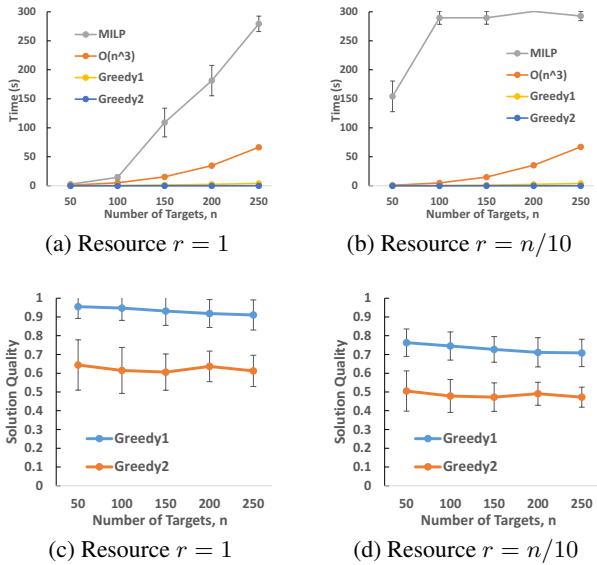 300
250
200
150
100
50
0
Time (s)
MILP
O(n^3)
Greedy1
Greedy2
50 100 150 200 250
Number of Targets, n
(a) Resource r = 1
300
250
200
150
100
50
0
Time (s)
MILP
O(n^3)
Greedy1
Greedy2
50 100 150 200 250
Number of Targets, n
(b) Resource r = n/10
1
0.9
0.8
0.7
0.6
0.5
0.4
0.3
0.2
0.1
0
Solution Quality
Greedy1
Greedy2
50 100 150 200 250
Number of Targets, n
(c) Resource r = 1
1
0.9
0.8
0.7
0.6
0.5
0.4
0.3
0.2
0.1
0
Solution Quality
Greedy1
Greedy2
50 100 150 200 250
Number of Targets, n
(d) Resource r = n/10